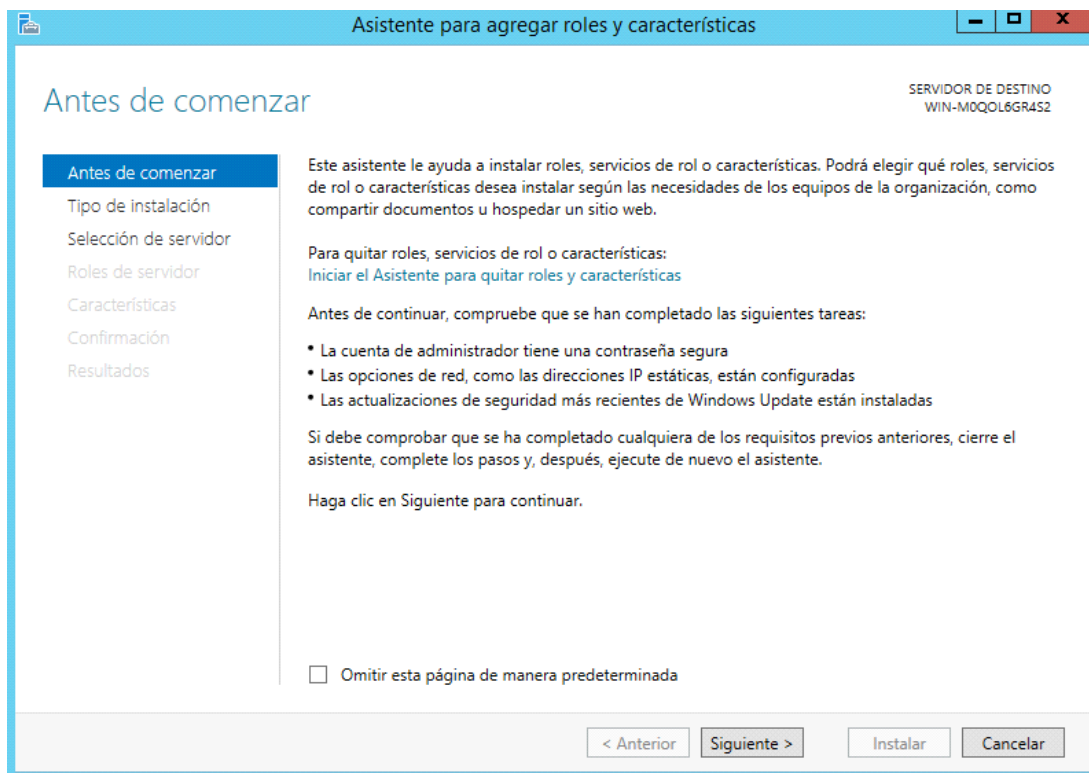 Asistente para agregar roles y características
Antes de comenzar
SERVIDOR DE DESTINO
WIN-M0QOL6GR4S2
Antes de comenzar
Tipo de instalación
Selección de servidor
Roles de servidor
Características
Confirmación
Resultados
Este asistente le ayuda a instalar roles, servicios de rol o características. Podrá elegir qué roles, servicios
de rol o características desea instalar según las necesidades de los equipos de la organización, como
compartir documentos u hospedar un sitio web.
Para quitar roles, servicios de rol o características:
Iniciar el Asistente para quitar roles y características
Antes de continuar, compruebe que se han completado las siguientes tareas:
• La cuenta de administrador tiene una contraseña segura
• Las opciones de red, como las direcciones IP estáticas, están configuradas
• Las actualizaciones de seguridad más recientes de Windows Update están instaladas
Si debe comprobar que se ha completado cualquiera de los requisitos previos anteriores, cierre el
asistente, complete los pasos y, después, ejecute de nuevo el asistente.
Haga clic en Siguiente para continuar.
Omitir esta página de manera predeterminada
< Anterior
Siguiente >
Instalar
Cancelar